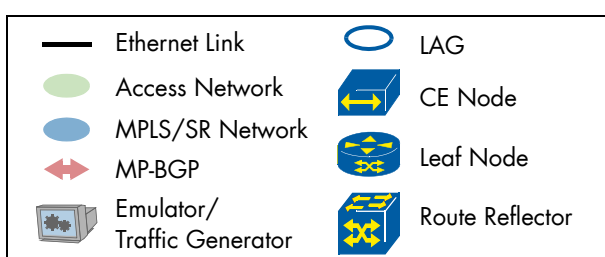 Ethernet Link
Access Network
MPLS/SR Network
MP-BGP
Emulator/
Traffic Generator
LAG
CE Node
Leaf Node
Route Reflector